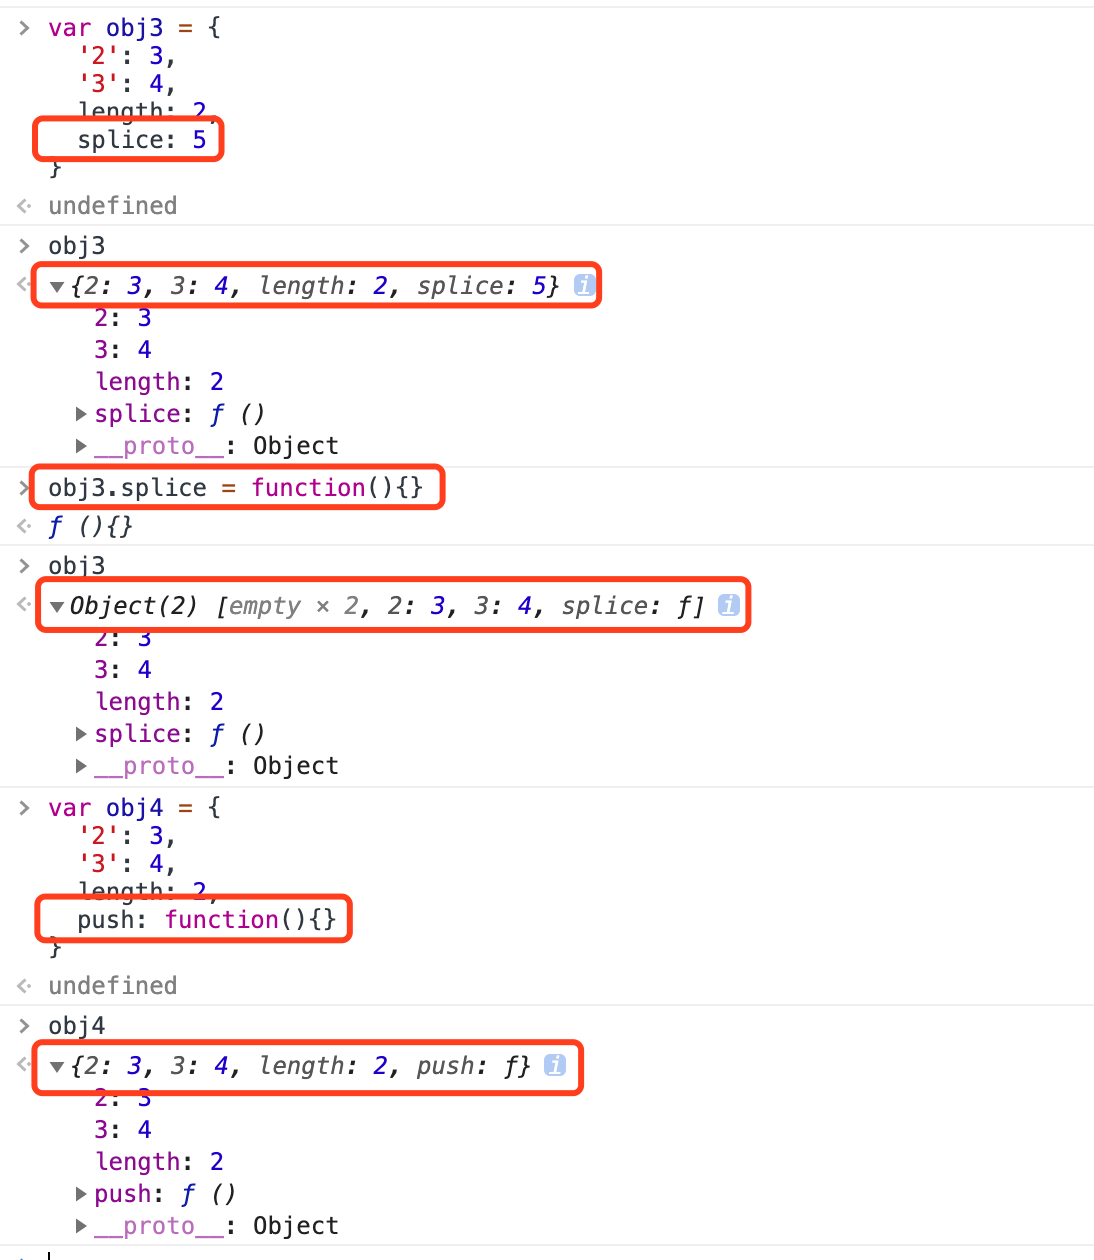 > var obj3 = {
'2': 3,
'3': 4,
length: 2,
splice: 5
}
undefined
> obj3
▼{2: 3, 3: 4, length: 2, splice: 5} i
2: 3
3: 4
length: 2
▶splice: ƒ ()
▶__proto__: Object
> obj3.splice = function(){}
ƒ (){}
> obj3
▼Object(2) [empty × 2, 2: 3, 3: 4, splice: ƒ] i
2: 3
3: 4
length: 2
▶splice: ƒ ()
▶__proto__: Object
> var obj4 = {
'2': 3,
'3': 4,
length: 2,
push: function(){}
}
undefined
> obj4
▼{2: 3, 3: 4, length: 2, push: ƒ} i
2: 3
3: 4
length: 2
▶push: ƒ ()
▶__proto__: Object